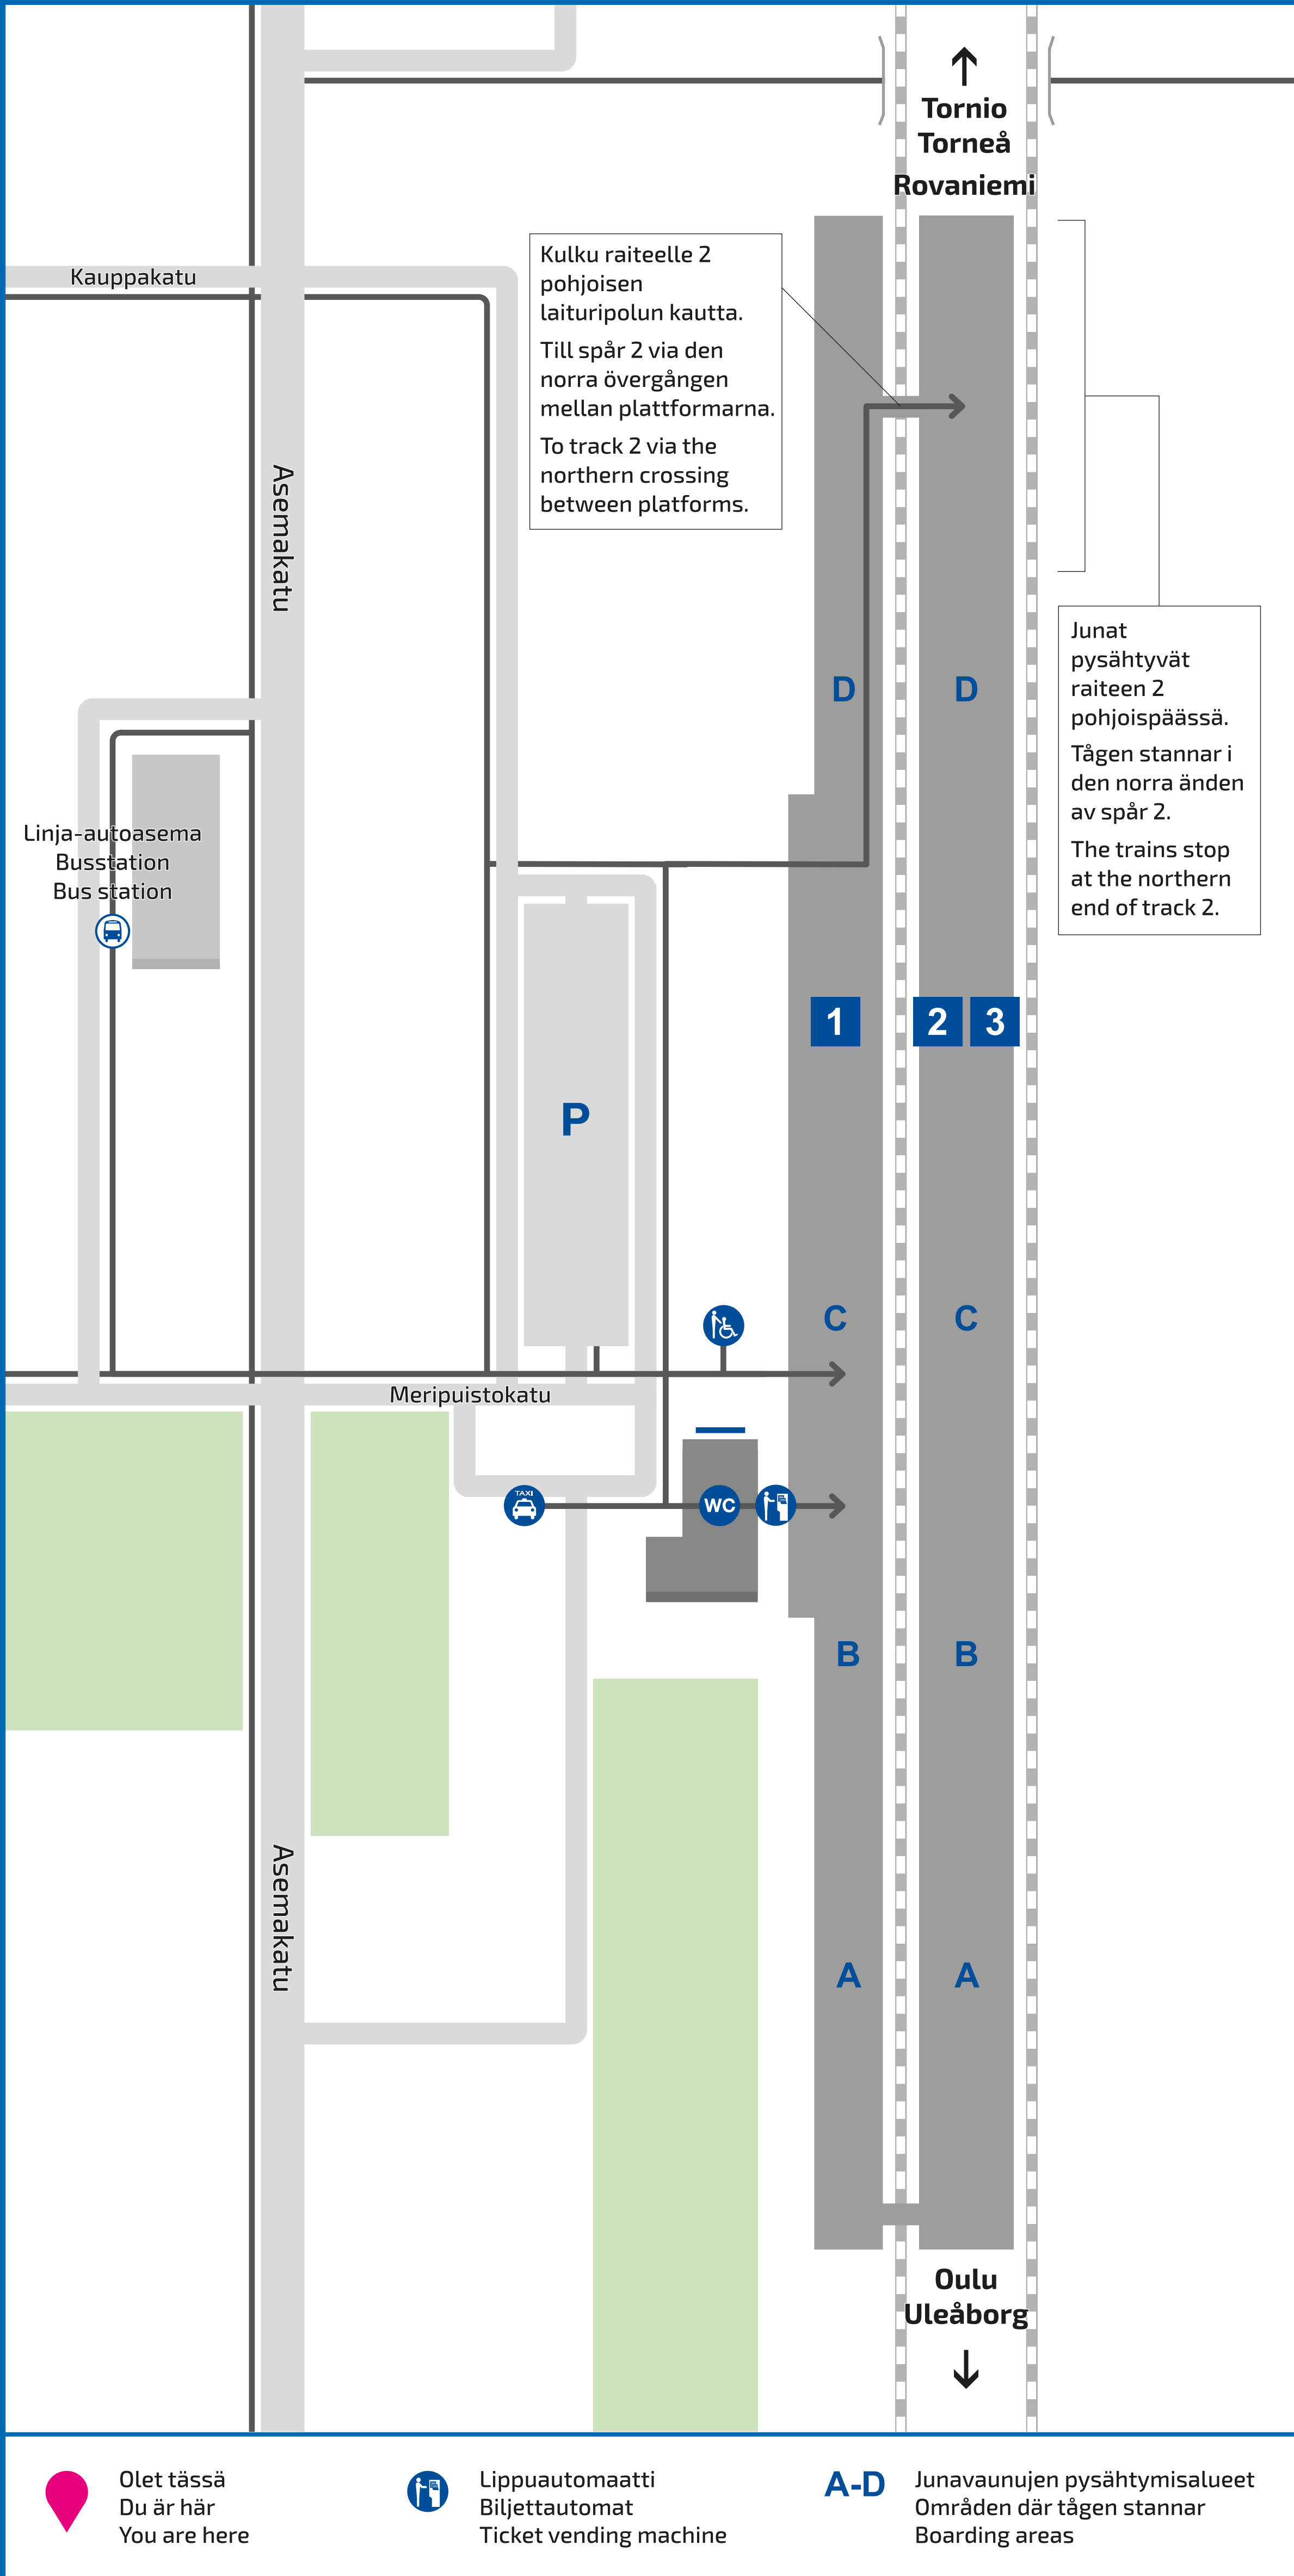 Tornio
Torneå
Rovaniemi
Kauppakatu
Kulku raiteelle 2
pohjoisen
laituripolun kautta.
Till spår 2 via den
norra övergången
mellan plattformarna.
To track 2 via the
northern crossing
between platforms.
Asemakatu
Junat
pysähtyvät
raiteen 2
pohjoispäässä.
Tågen stannar i
den norra änden
av spår 2.
The trains stop
at the northern
end of track 2.
D
D
Linja-autoasema
Busstation
Bus station
1
2
3
P
C
C
Meripuistokatu
TAXI
WC
B
B
Asemakatu
A
A
Oulu
Uleåborg
Olet tässä
Du är här
You are here
Lippuautomaatti
Biljettautomat
Ticket vending machine
A-D
Junavaunujen pysähtymisalueet
Områden där tågen stannar
Boarding areas